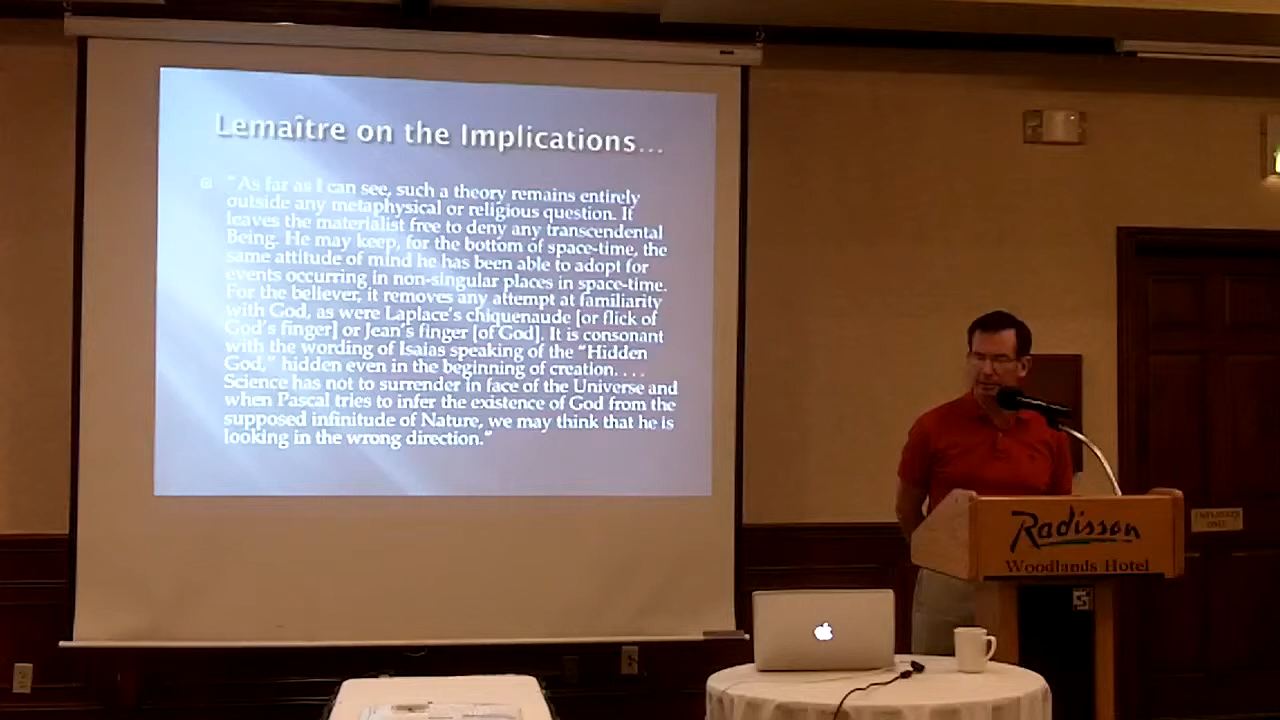 Lemaître on the Implications...
"As far as I can see, such a theory remains entirely
outside any metaphysical or religious question. It
leaves the materialist free to deny any transcendental
Being. He may keep, for the bottom of space-time, the
same attitude of mind he has been able to adopt for
events occurring in non-singular places in space-time.
For the believer, it removes any attempt at familiarity
with God, as were Laplace's chiquenaude [or flick of
God's finger] or Jean's finger [of God]. It is consonant
with the wording of Isaias speaking of the "Hidden
God," hidden even in the beginning of creation. . . .
Science has not to surrender in face of the Universe and
when Pascal tries to infer the existence of God from the
supposed infinitude of Nature, we may think that he is
looking in the wrong direction."
Radisson
Woodlands Hotel